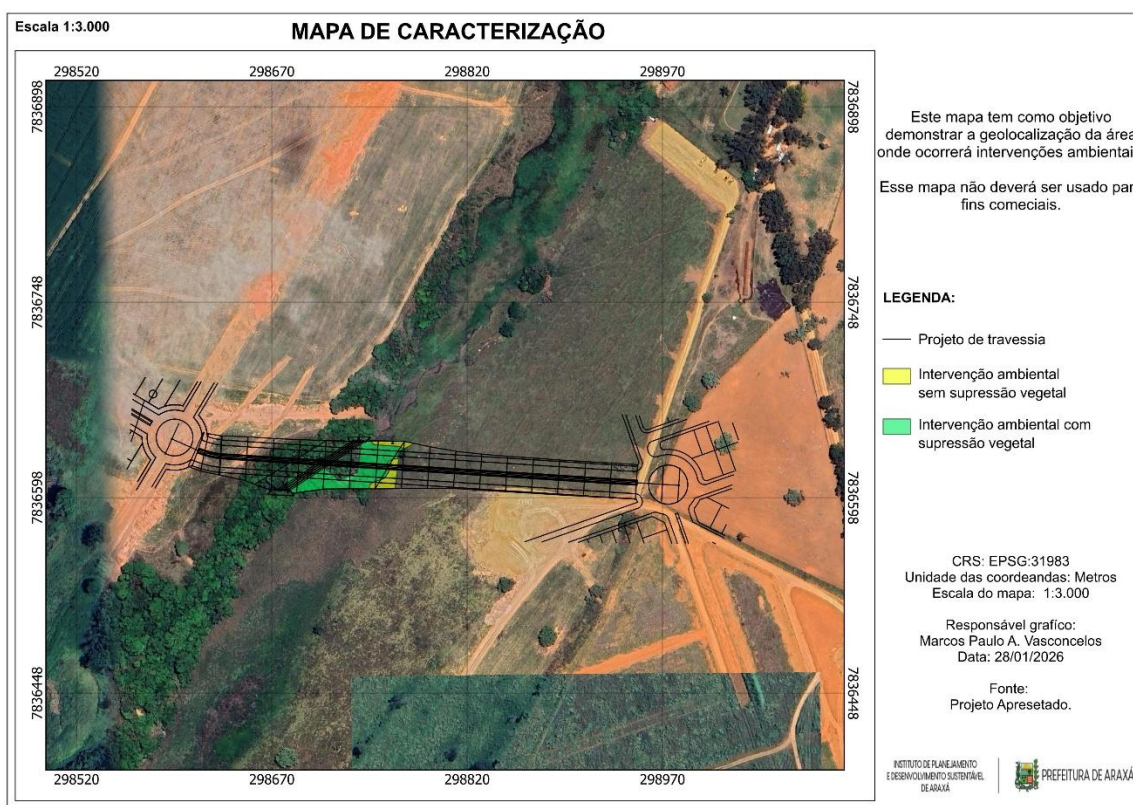 Escala 1:3.000
MAPA DE CARACTERIZAÇÃO
298520 298670 298820 298970
7836898 7836898
7836748 7836748
7836598 7836598
7836448 7836448
298520 298670 298820 298970
Este mapa tem como objetivo
demonstrar a geolocalização da área
onde ocorrerá intervenções ambientai
Esse mapa não deverá ser usado par
fins comeciais.
LEGENDA:
Projeto de travessia
Intervenção ambiental
sem supressão vegetal
Intervenção ambiental com
supressão vegetal
CRS: EPSG:31983
Unidade das coordeandas: Metros
Escala do mapa: 1:3.000
Responsável grafíco:
Marcos Paulo A. Vasconcelos
Data: 28/01/2026
Fonte:
Projeto Apresetado.
INSTITUTO DE PLANEJAMENTO
E DESENVOLVIMENTO SUSTENTÁVEL
DE ARAXÁ
PREFEITURA DE ARAXÁ